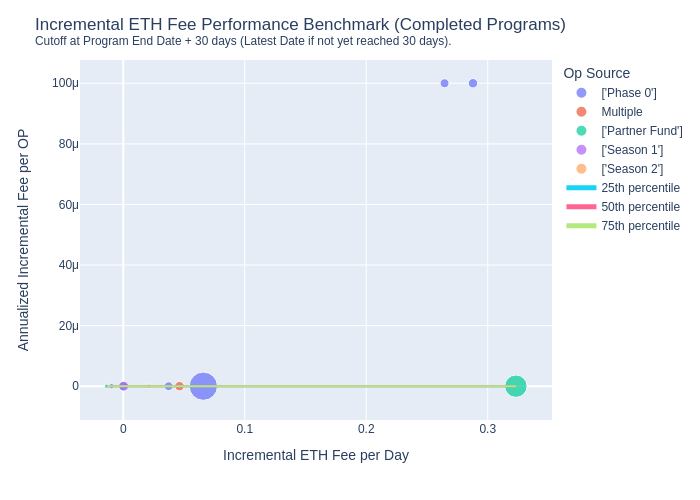 Incremental ETH Fee Performance Benchmark (Completed Programs)
Cutoff at Program End Date + 30 days (Latest Date if not yet reached 30 days).
Op Source
['Phase 0']
Multiple
['Partner Fund']
['Season 1']
['Season 2']
25th percentile
50th percentile
75th percentile
Annualized Incremental Fee per OP
100μ
80μ
60μ
40μ
20μ
0
0
0.1
0.2
0.3
Incremental ETH Fee per Day